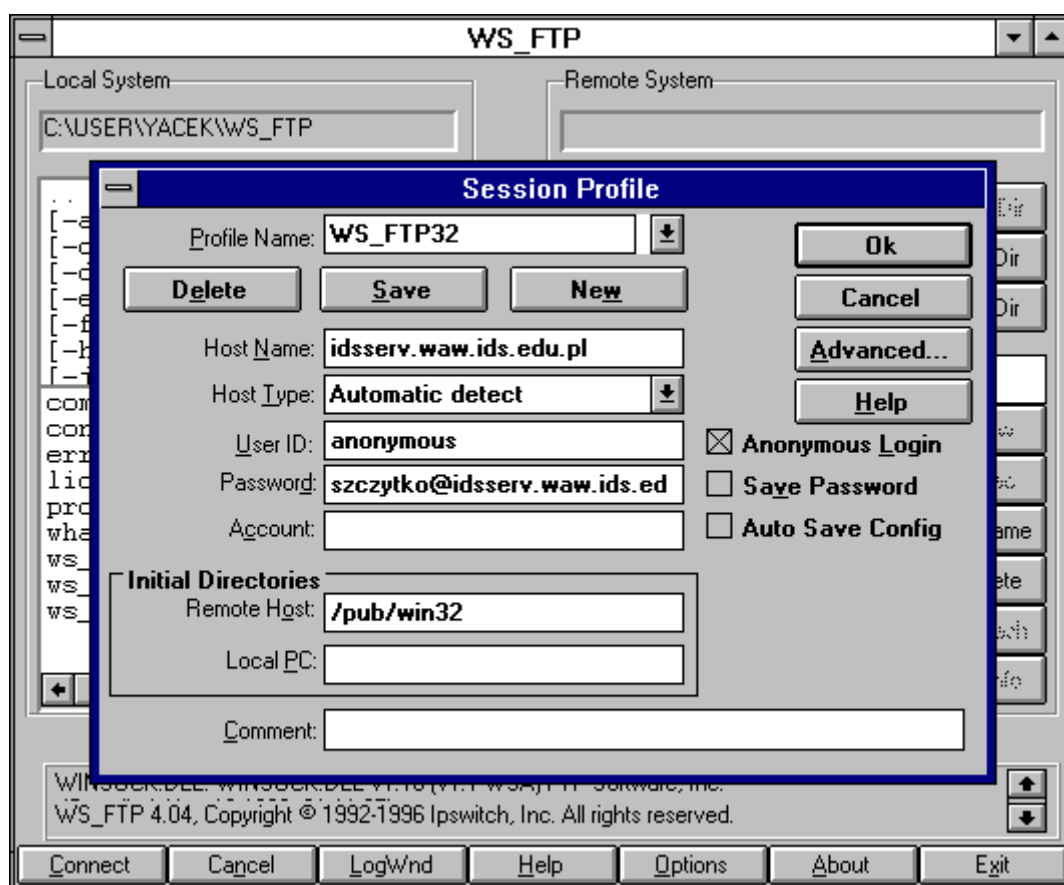 WS_FTP
Local System
Remote System
C:\USER\YACEK\WS_FTP
Session Profile
Profile Name: WS_FTP32
Ok
Delete Save New
Cancel
Host Name: idsserv.waw.ids.edu.pl
Advanced...
Host Type: Automatic detect
Help
User ID: anonymous
Anonymous Login
Password: szczytko@idsserv.waw.ids.ed
Save Password
Account:
Auto Save Config
Initial Directories
Remote Host: /pub/win32
Local PC:
Comment:
WS_FTP 4.04, Copyright © 1992-1996 Ipswitch, Inc. All rights reserved.
Connect Cancel LogWnd Help Options About Exit